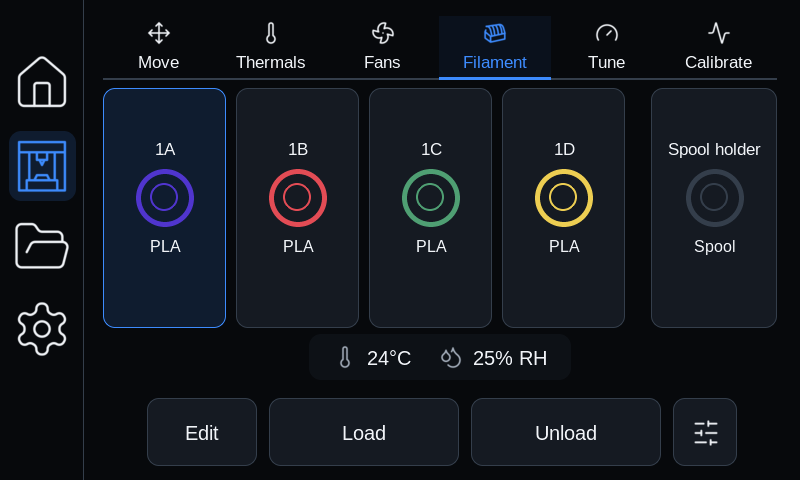 Move
Thermals
Fans
Filament
Tune
Calibrate
1A
PLA
1B
PLA
1C
PLA
1D
PLA
Spool holder
Spool
24°C
25% RH
Edit
Load
Unload